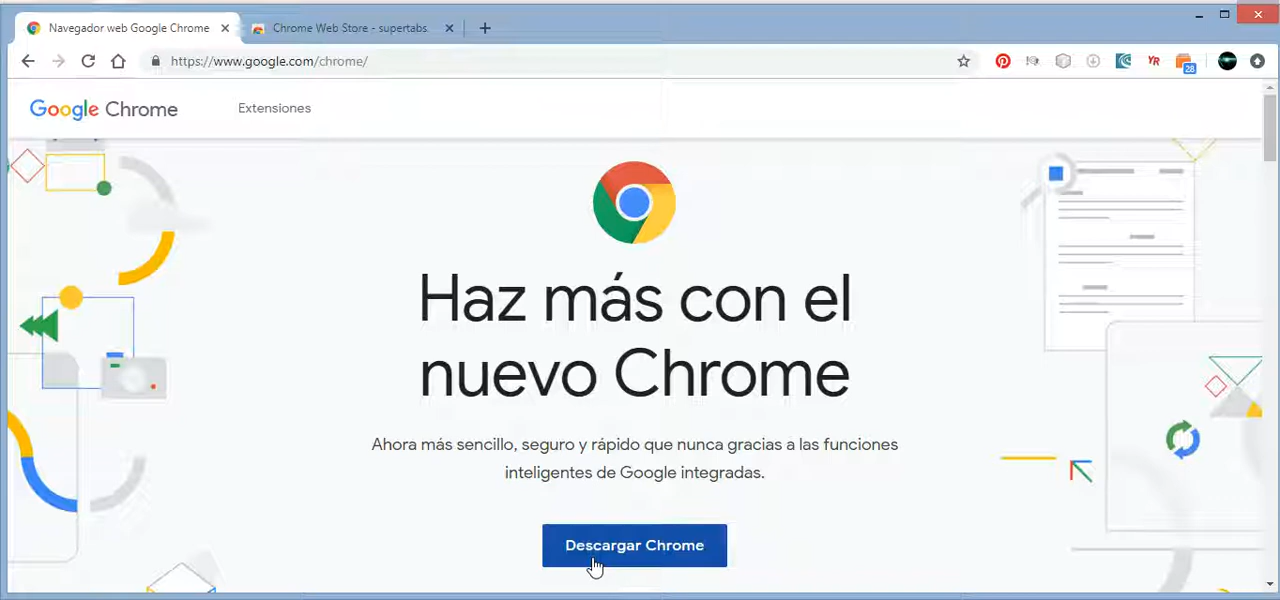 Navegador web Google Chrome
Chrome Web Store - supertabs
https://www.google.com/chrome/
YR
28
Google Chrome
Extensiones
Haz más con el
nuevo Chrome
Ahora más sencillo, seguro y rápido que nunca gracias a las funciones
inteligentes de Google integradas.
Descargar Chrome